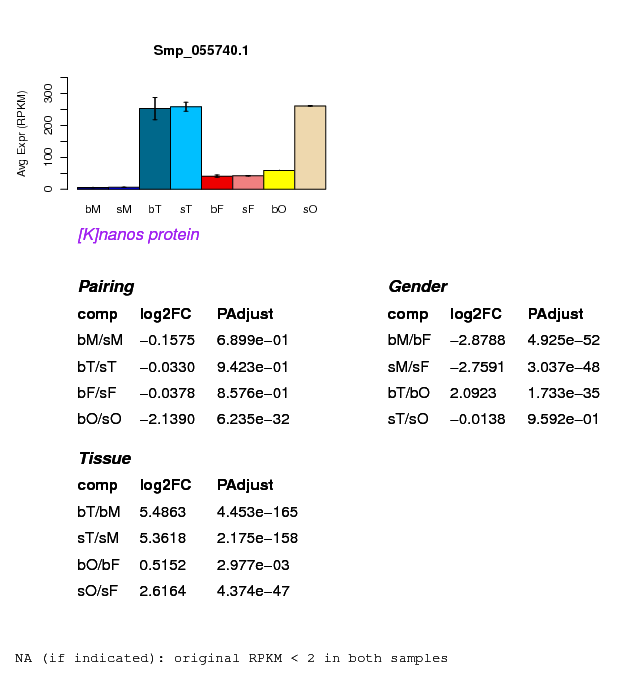 Smp_055740.1
Avg Expr (RPKM)
0
100
200
300
bM sM bT sT bF sF bO sO
[K]nanos protein
Pairing
comp log2FC PAdjust
bM/sM −0.1575 6.899e−01
bT/sT −0.0330 9.423e−01
bF/sF −0.0378 8.576e−01
bO/sO −2.1390 6.235e−32
Gender
comp log2FC PAdjust
bM/bF −2.8788 4.925e−52
sM/sF −2.7591 3.037e−48
bT/bO 2.0923 1.733e−35
sT/sO −0.0138 9.592e−01
Tissue
comp log2FC PAdjust
bT/bM 5.4863 4.453e−165
sT/sM 5.3618 2.175e−158
bO/bF 0.5152 2.977e−03
sO/sF 2.6164 4.374e−47
NA (if indicated): original RPKM < 2 in both samples